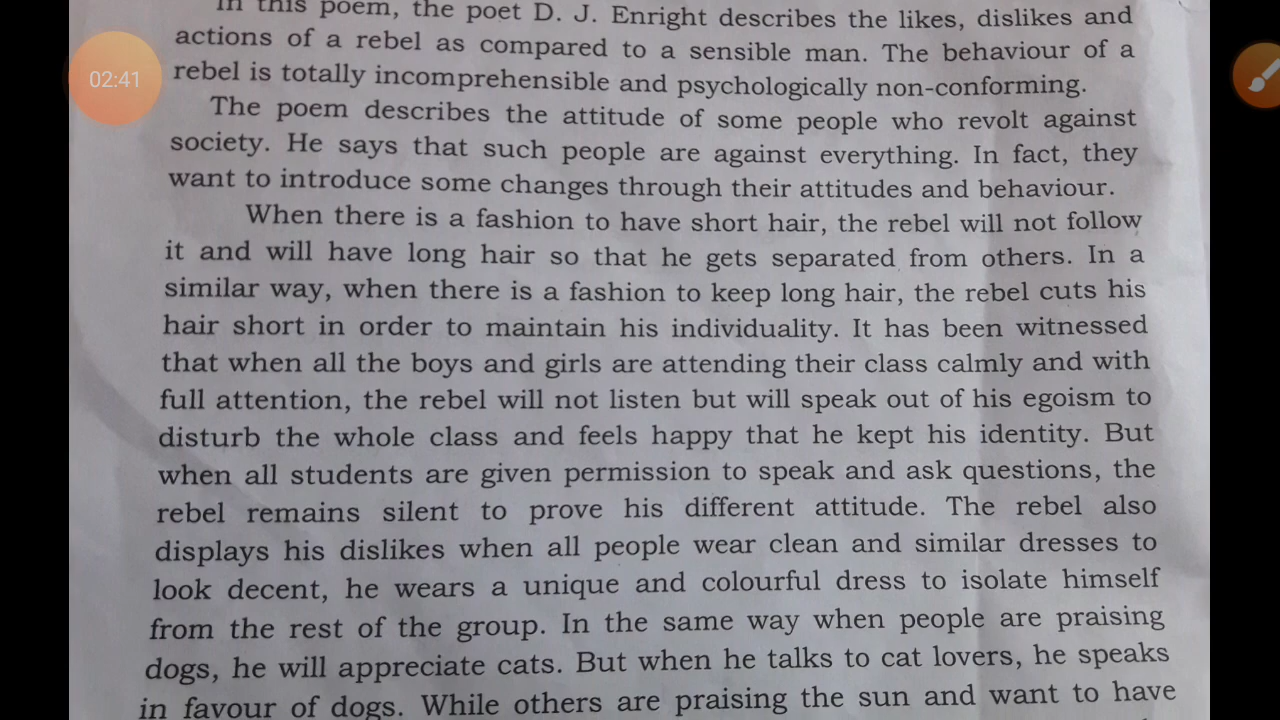 In this poem, the poet D. J. Enright describes the likes, dislikes and
actions of a rebel as compared to a sensible man. The behaviour of a
rebel is totally incomprehensible and psychologically non-conforming.
The poem describes the attitude of some people who revolt against
society. He says that such people are against everything. In fact, they
want to introduce some changes through their attitudes and behaviour.
When there is a fashion to have short hair, the rebel will not follow
it and will have long hair so that he gets separated from others. In a
similar way, when there is a fashion to keep long hair, the rebel cuts his
hair short in order to maintain his individuality. It has been witnessed
that when all the boys and girls are attending their class calmly and with
full attention, the rebel will not listen but will speak out of his egoism to
disturb the whole class and feels happy that he kept his identity. But
when all students are given permission to speak and ask questions, the
rebel remains silent to prove his different attitude. The rebel also
displays his dislikes when all people wear clean and similar dresses to
look decent, he wears a unique and colourful dress to isolate himself
from the rest of the group. In the same way when people are praising
dogs, he will appreciate cats. But when he talks to cat lovers, he speaks
in favour of dogs. While others are praising the sun and want to have
02:41